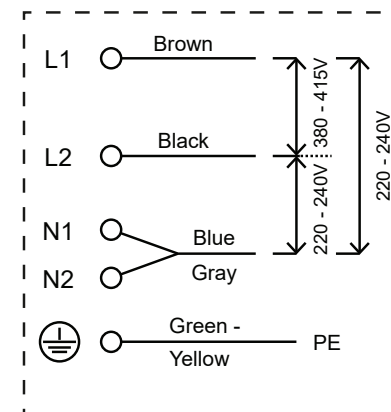 L1
Brown
380 - 415V
220 - 240V
L2
Black
220 - 240V
N1
Blue
N2
Gray
Green -
PE
Yellow